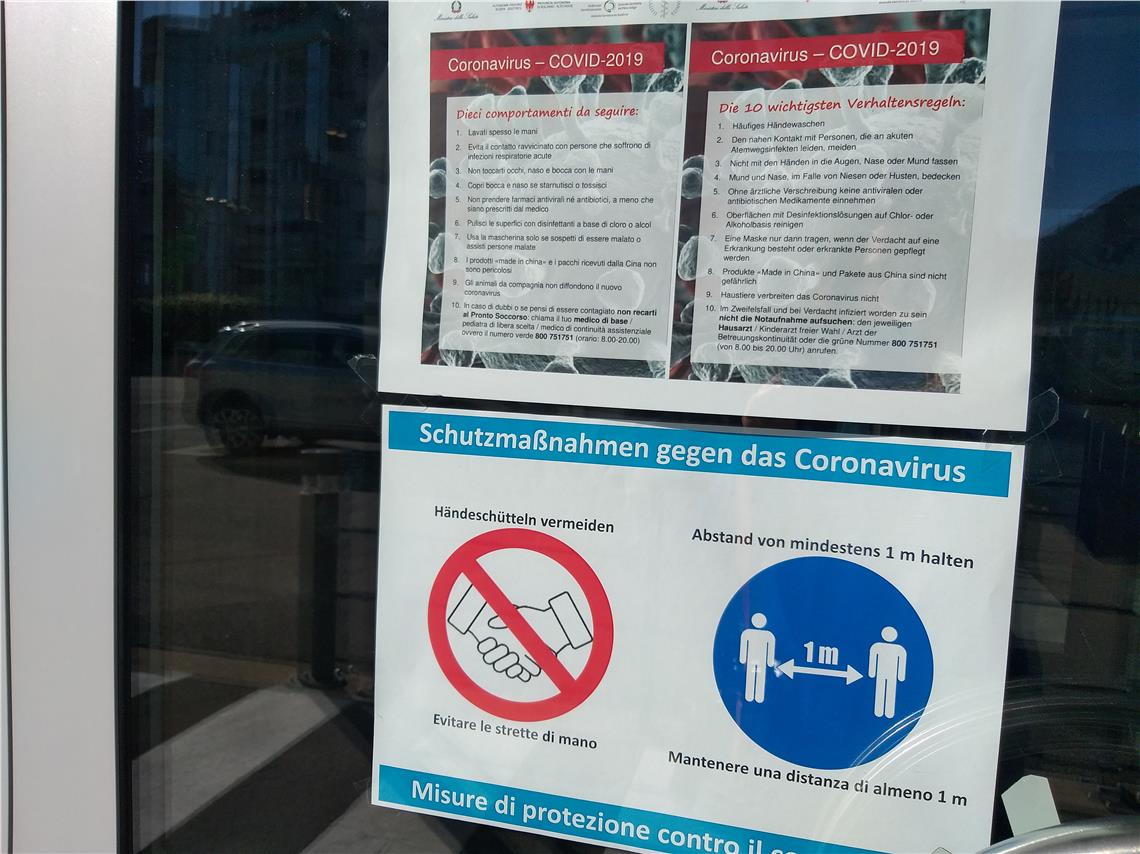 Ministero della Salute
Ministero della Salute
Coronavirus – COVID-2019
Dieci comportamenti da seguire:
1. Lavati spesso le mani
2. Evita il contatto ravvicinato con persone che soffrono di
infezioni respiratorie acute
3. Non toccarti occhi, naso e bocca con le mani
4. Copri bocca e naso se starnutisci o tossisci
5. Non prendere farmaci antivirali né antibiotici, a meno che
siano prescritti dal medico
6. Pulisci le superfici con disinfettanti a base di cloro o alcol
7. Usa la mascherina solo se sospetti di essere malato o
assisti persone malate
8. I prodotti «made in china» e i pacchi ricevuti dalla Cina non
sono pericolosi
9. Gli animali da compagnia non diffondono il nuovo
coronavirus
10. In caso di dubbi o se pensi di essere contagiato non recarti
al Pronto Soccorso: chiama il tuo medico di base /
pediatra di libera scelta / medico di continuità assistenziale
ovvero il numero verde 800 751751 (orario: 8.00-20.00)
Coronavirus – COVID-2019
Die 10 wichtigsten Verhaltensregeln:
1. Häufiges Händewaschen
2. Den nahen Kontakt mit Personen, die an akuten
Atemwegsinfekten leiden, meiden
3. Nicht mit den Händen in die Augen, Nase oder Mund fassen
4. Mund und Nase, im Falle von Niesen oder Husten, bedecken
5. Ohne ärztliche Verschreibung keine antiviralen oder
antibiotischen Medikamente einnehmen
6. Oberflächen mit Desinfektionslösungen auf Chlor- oder
Alkoholbasis reinigen
7. Eine Maske nur dann tragen, wenn der Verdacht auf eine
Erkrankung besteht oder erkrankte Personen gepflegt
werden
8. Produkte «Made in China» und Pakete aus China sind nicht
gefährlich
9. Haustiere verbreiten das Coronavirus nicht
10. Im Zweifelsfall und bei Verdacht infiziert worden zu sein
nicht die Notaufnahme aufsuchen: den jeweiligen
Hausarzt / Kinderarzt freier Wahl / Arzt der
Betreuungskontinuität oder die grüne Nummer 800 751751
(von 8.00 bis 20.00 Uhr) anrufen.
Schutzmaßnahmen gegen das Coronavirus
Händeschütteln vermeiden
Evitare le strette di mano
Abstand von mindestens 1 m halten
1m
Mantenere una distanza di almeno 1 m
Misure di protezione contro il